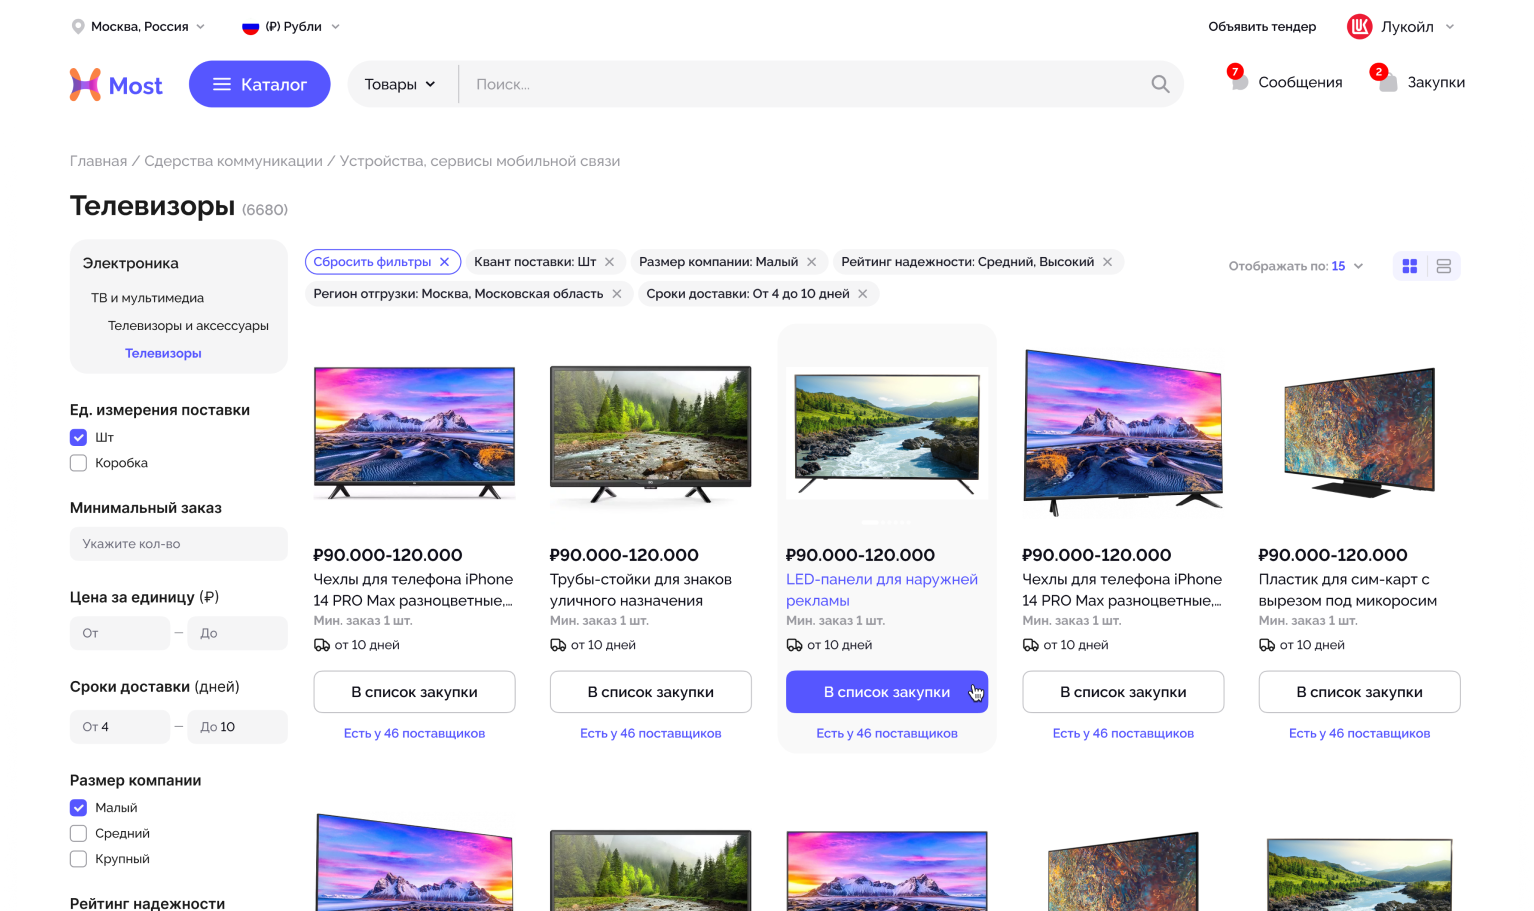 Москва, Россия
(₽) Рубли
Объявить тендер
Лукойл
Most
Каталог
Товары
Поиск...
7
Сообщения
2
Закупки
Главная / Сдерства коммуникации / Устройства, сервисы мобильной связи
Телевизоры (6680)
Электроника
ТВ и мультимедиа
Телевизоры и аксессуары
Телевизоры
Сбросить фильтры
Квант поставки: Шт
Размер компании: Малый
Рейтинг надежности: Средний, Высокий
Регион отгрузки: Москва, Московская область
Сроки доставки: От 4 до 10 дней
Отображать по: 15
Ед. измерения поставки
Шт
Коробка
Минимальный заказ
Укажите кол-во
Цена за единицу (₽)
От
–
До
Сроки доставки (дней)
От 4
–
До 10
Размер компании
Малый
Средний
Крупный
Рейтинг надежности
₽90.000-120.000
Чехлы для телефона iPhone
14 PRO Max разноцветные,...
Мин. заказ 1 шт.
от 10 дней
В список закупки
Есть у 46 поставщиков
₽90.000-120.000
Трубы-стойки для знаков
уличного назначения
Мин. заказ 1 шт.
от 10 дней
В список закупки
Есть у 46 поставщиков
₽90.000-120.000
LED-панели для наружней
рекламы
Мин. заказ 1 шт.
от 10 дней
В список закупки
Есть у 46 поставщиков
₽90.000-120.000
Чехлы для телефона iPhone
14 PRO Max разноцветные,...
Мин. заказ 1 шт.
от 10 дней
В список закупки
Есть у 46 поставщиков
₽90.000-120.000
Пластик для сим-карт с
вырезом под микоросим
Мин. заказ 1 шт.
от 10 дней
В список закупки
Есть у 46 поставщиков